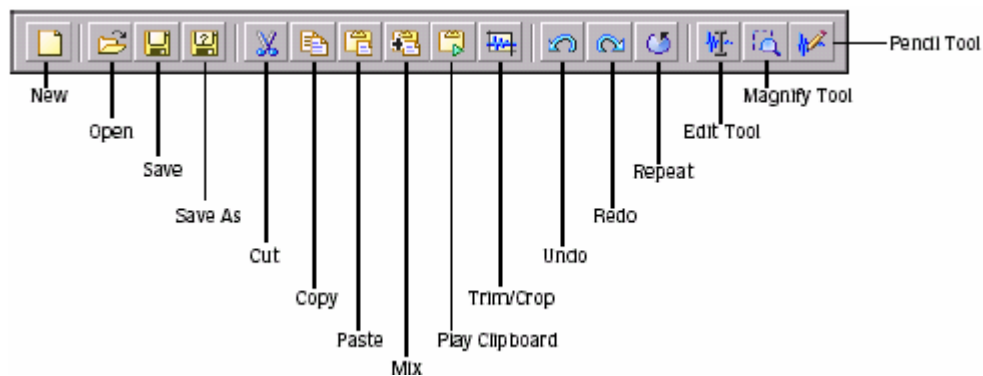 Pencil Tool
New
Magnify Tool
Open
Edit Tool
Save
Repeat
Save As
Redo
Cut
Undo
Copy
Trim/Crop
Paste
Play Clipboard
Mix